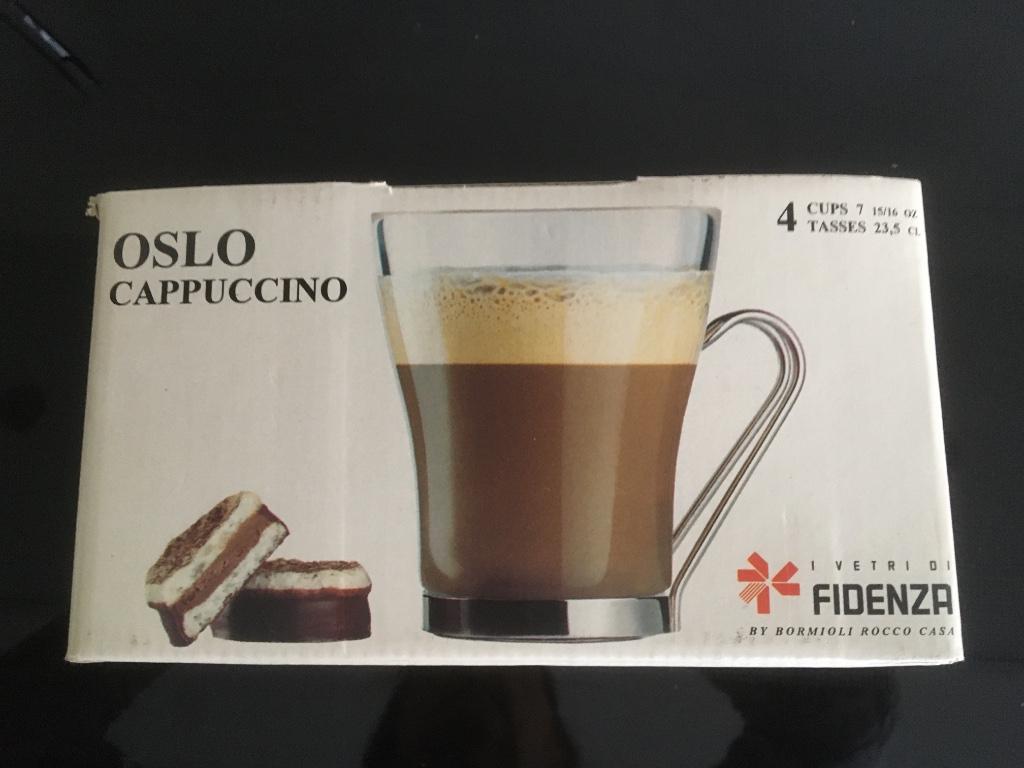 OSLO
CAPPUCCINO
4 CUPS 7 15/16 OZ
TASSES 23,5 CL
I VETRI DI
FIDENZA
BY BORMIOLI ROCCO CASA